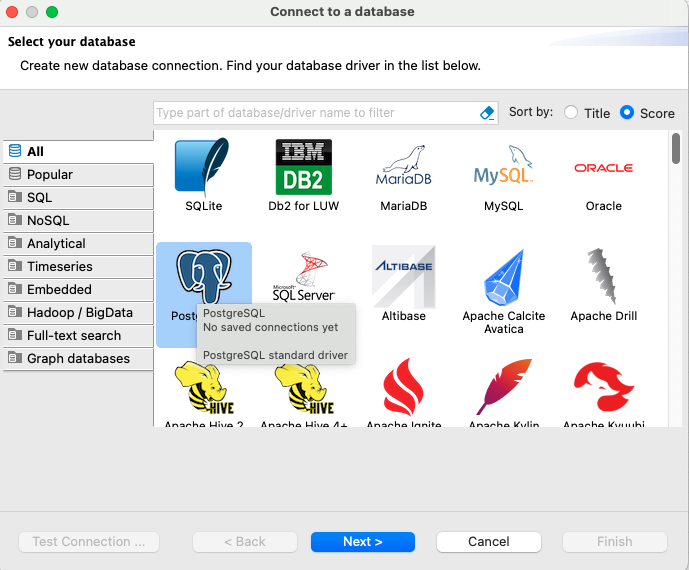 Connect to a database
Select your database
Create new database connection. Find your database driver in the list below.
Type part of database/driver name to filter
Sort by:
Title
Score
All
Popular
SQL
NoSQL
Analytical
Timeseries
Embedded
Hadoop / BigData
Full-text search
Graph databases
SQLite
IBM
DB2
Db2 for LUW
MariaDB
MariaDB
MySQL
MySQL
ORACLE
Oracle
Microsoft
SQL Server
ALTIBASE
Altibase
Apache Calcite
Avatica
Apache Drill
PostgreSQL
No saved connections yet
PostgreSQL standard driver
HIVE
Apache Hive 2
HIVE
Apache Hive 4+
Apache Ignite
Apache Kylin
Apache Kyuubi
Test Connection ...
< Back
Next >
Cancel
Finish